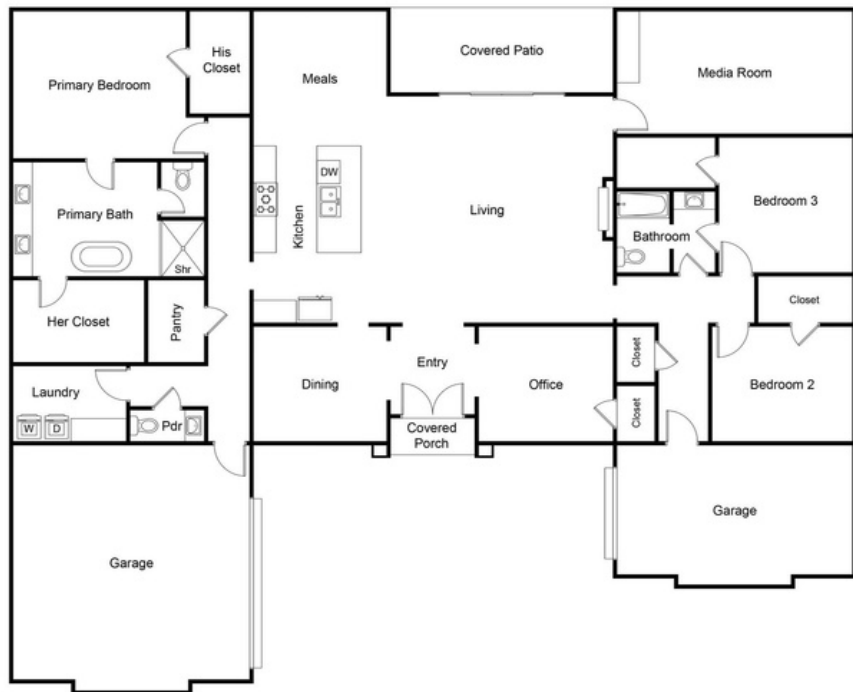 His
Closet
Covered Patio
Primary Bedroom
Meals
Media Room
DW
Primary Bath
Kitchen
Living
Bedroom 3
Bathroom
Shr
Her Closet
Pantry
Closet
Laundry
Dining
Entry
Office
Closet
Bedroom 2
W
D
Pdr
Covered
Porch
Closet
Garage
Garage